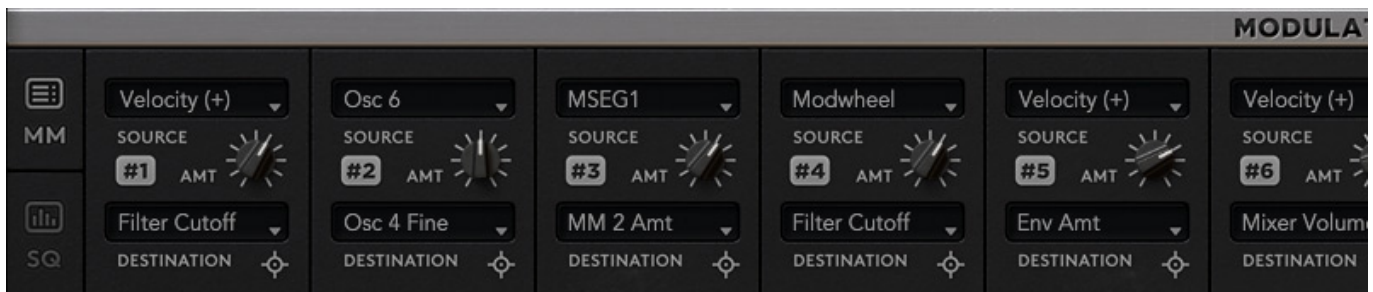 MODULAT
MM
SQ
Velocity (+)
SOURCE
#1 AMT
Filter Cutoff
DESTINATION
Osc 6
SOURCE
#2 AMT
Osc 4 Fine
DESTINATION
MSEG1
SOURCE
#3 AMT
MM 2 Amt
DESTINATION
Modwheel
SOURCE
#4 AMT
Filter Cutoff
DESTINATION
Velocity (+)
SOURCE
#5 AMT
Env Amt
DESTINATION
Velocity (+)
SOURCE
#6 AMT
Mixer Volum
DESTINATION